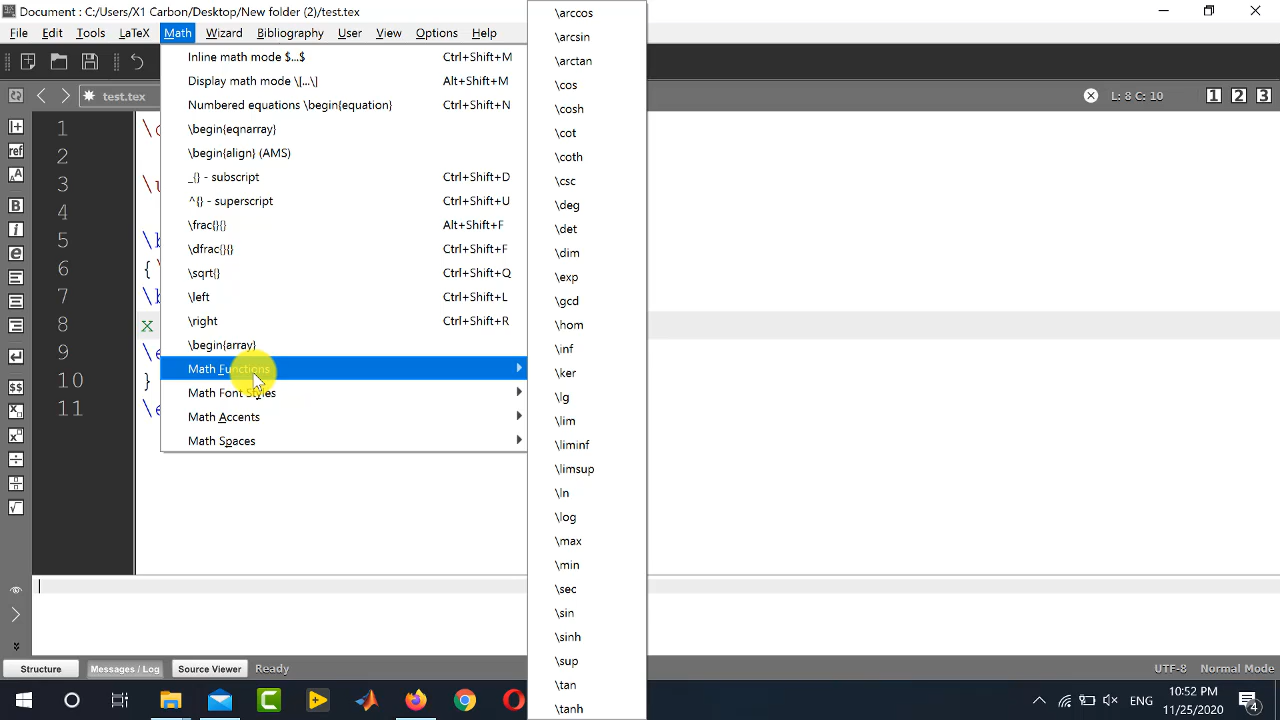 Document : C:/Users/X1 Carbon/Desktop/New folder (2)/test.tex
File Edit Tools LaTeX Math Wizard Bibliography User View Options Help
Inline math mode $...$ Ctrl+Shift+M
Display math mode \[...\] Alt+Shift+M
Numbered equations \begin{equation} Ctrl+Shift+N
\begin{eqnarray}
\begin{align} (AMS)
_{} - subscript Ctrl+Shift+D
^{} - superscript Ctrl+Shift+U
\frac{}{} Alt+Shift+F
\dfrac{}{} Ctrl+Shift+F
\sqrt{} Ctrl+Shift+Q
\left Ctrl+Shift+L
\right Ctrl+Shift+R
\begin{array}
Math Functions
Math Font Styles
Math Accents
Math Spaces
\arccos
\arcsin
\arctan
\cos
\cosh
\cot
\coth
\csc
\deg
\det
\dim
\exp
\gcd
\hom
\inf
\ker
\lg
\lim
\liminf
\limsup
\ln
\log
\max
\min
\sec
\sin
\sinh
\sup
\tan
\tanh
test.tex
L: 8 C: 10 1 2 3
1
2
3
4
5
6 {
7
8 x
9
10 }
11
ref
Structure Messages / Log Source Viewer Ready UTF-8 Normal Mode
ENG 10:52 PM
11/25/2020
4